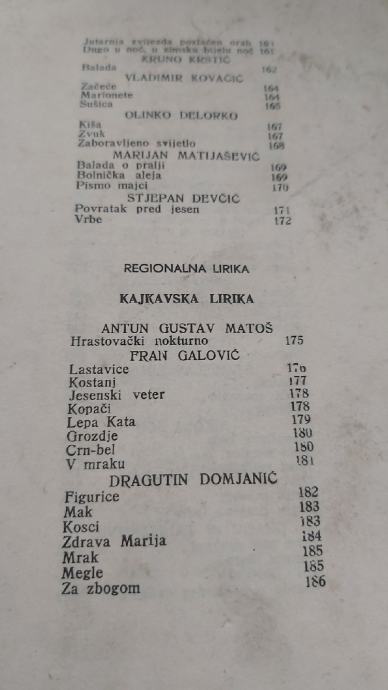 Jutarnja zvijezda pozlaćen orah 161
Dugo u noć, u zimsku bijelu noć 161
KRUNO KRSTIĆ
Balada 162
VLADIMIR KOVAČIĆ
Začeće 164
Marionete 164
Sušica 165
OLINKO DELORKO
Kiša 167
Zvuk 167
Zaboravljeno svijetlo 168
MARIJAN MATIJAŠEVIĆ
Balada o pralji 169
Bolnička aleja 169
Pismo majci 170
STJEPAN DEVČIĆ
Povratak pred jesen 171
Vrbe 172
REGIONALNA LIRIKA
KAJKAVSKA LIRIKA
ANTUN GUSTAV MATOŠ
Hrastovački nokturno 175
FRAN GALOVIĆ
Lastavice 176
Kostanj 177
Jesenski veter 178
Kopači 178
Lepa Kata 179
Grozdje 180
Crn-bel 180
V mraku 181
DRAGUTIN DOMJANIĆ
Figurice 182
Mak 183
Kosci 183
Zdrava Marija 184
Mrak 185
Megle 185
Za zbogom 186